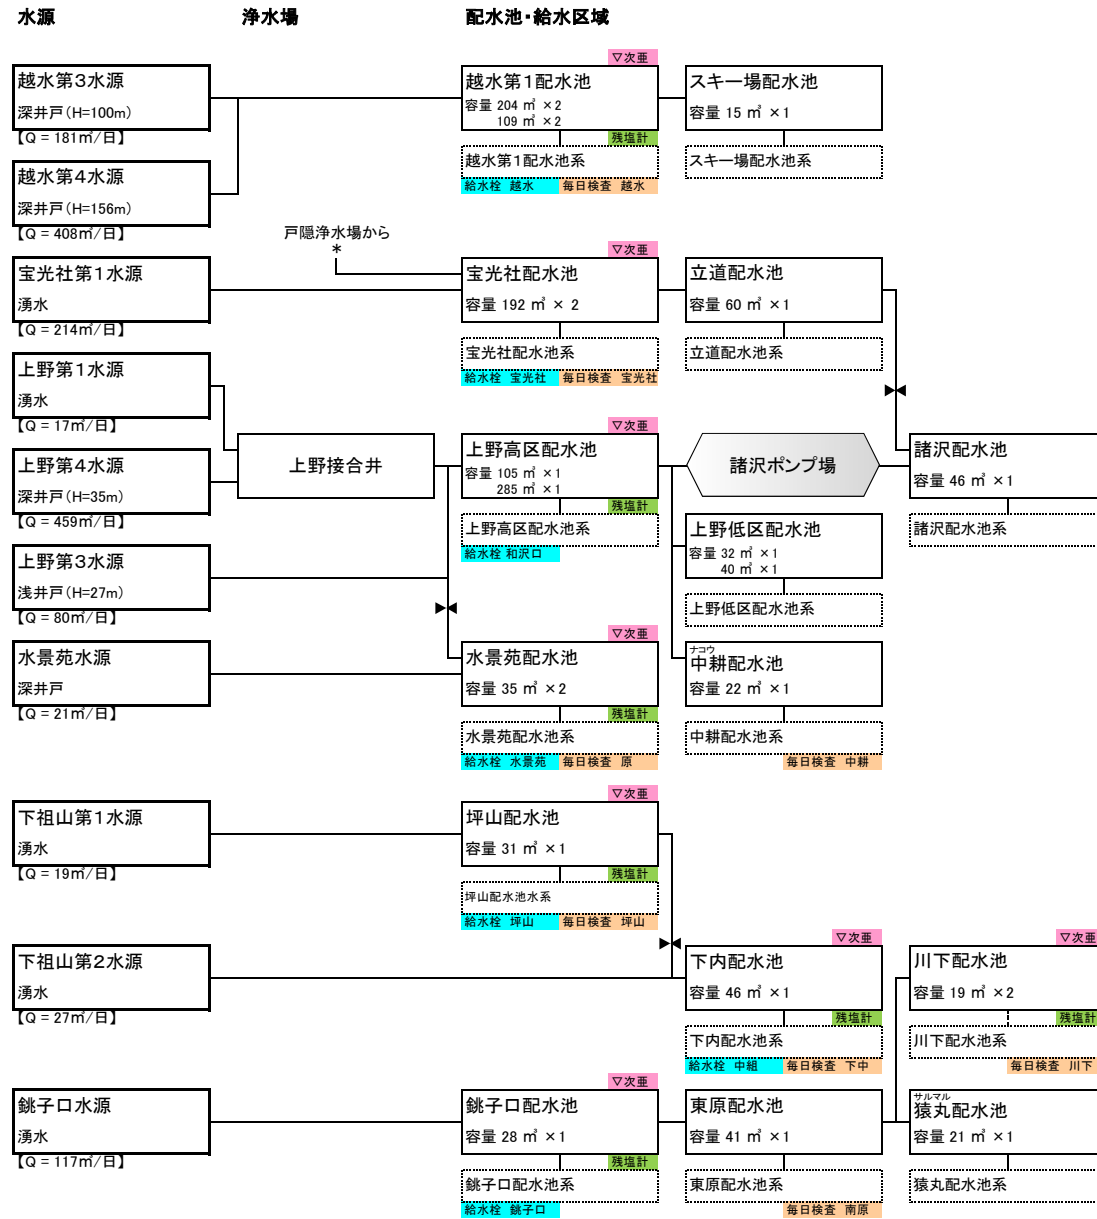 水源
浄水場
配水池・給水区域
▽次亜
越水第3水源
深井戸(H=100m)
【Q = 181㎥/日】
越水第1配水池
容量 204 ㎥ ×2
109 ㎥ ×2
残塩計
越水第1配水池系
給水栓 越水
毎日検査 越水
スキー場配水池
容量 15 ㎥ ×1
スキー場配水池系
越水第4水源
深井戸(H=156m)
【Q = 408㎥/日】
戸隠浄水場から
*
▽次亜
宝光社第1水源
湧水
【Q = 214㎥/日】
宝光社配水池
容量 192 ㎥ × 2
宝光社配水池系
給水栓 宝光社
毎日検査 宝光社
立道配水池
容量 60 ㎥ ×1
立道配水池系
上野第1水源
湧水
【Q = 17㎥/日】
▽次亜
上野第4水源
深井戸(H=35m)
【Q = 459㎥/日】
上野接合井
上野高区配水池
容量 105 ㎥ ×1
285 ㎥ ×1
残塩計
上野高区配水池系
給水栓 和沢口
諸沢ポンプ場
諸沢配水池
容量 46 ㎥ ×1
諸沢配水池系
上野低区配水池
容量 32 ㎥ ×1
40 ㎥ ×1
上野低区配水池系
上野第3水源
浅井戸(H=27m)
【Q = 80㎥/日】
▽次亜
水景苑水源
深井戸
【Q = 21㎥/日】
水景苑配水池
容量 35 ㎥ ×2
残塩計
水景苑配水池系
給水栓 水景苑
毎日検査 原
ナコウ
中耕配水池
容量 22 ㎥ ×1
中耕配水池系
毎日検査 中耕
▽次亜
下祖山第1水源
湧水
【Q = 19㎥/日】
坪山配水池
容量 31 ㎥ ×1
残塩計
坪山配水池水系
給水栓 坪山
毎日検査 坪山
▽次亜
▽次亜
下祖山第2水源
湧水
【Q = 27㎥/日】
下内配水池
容量 46 ㎥ ×1
残塩計
下内配水池系
給水栓 中組
毎日検査 下中
川下配水池
容量 19 ㎥ ×2
残塩計
川下配水池系
毎日検査 川下
▽次亜
銚子口水源
湧水
【Q = 117㎥/日】
銚子口配水池
容量 28 ㎥ ×1
残塩計
銚子口配水池系
給水栓 銚子口
東原配水池
容量 41 ㎥ ×1
東原配水池系
毎日検査 南原
サルマル
猿丸配水池
容量 21 ㎥ ×1
猿丸配水池系